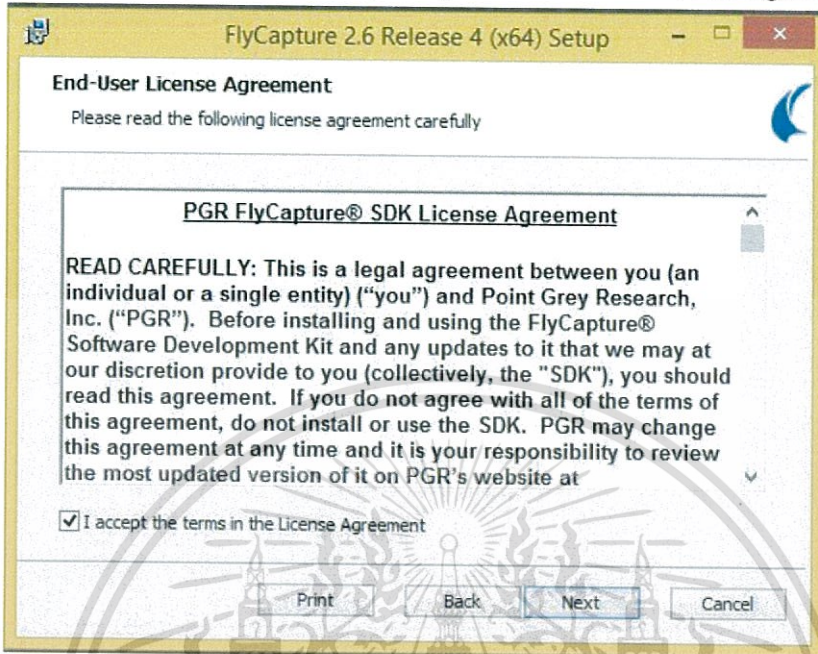 FlyCapture 2.6 Release 4 (x64) Setup
End-User License Agreement
Please read the following license agreement carefully
PGR FlyCapture® SDK License Agreement
READ CAREFULLY: This is a legal agreement between you (an
individual or a single entity) ("you") and Point Grey Research,
Inc. ("PGR").  Before installing and using the FlyCapture®
Software Development Kit and any updates to it that we may at
our discretion provide to you (collectively, the "SDK"), you should
read this agreement.  If you do not agree with all of the terms of
this agreement, do not install or use the SDK.  PGR may change
this agreement at any time and it is your responsibility to review
the most updated version of it on PGR's website at
I accept the terms in the License Agreement
Print Back Next Cancel